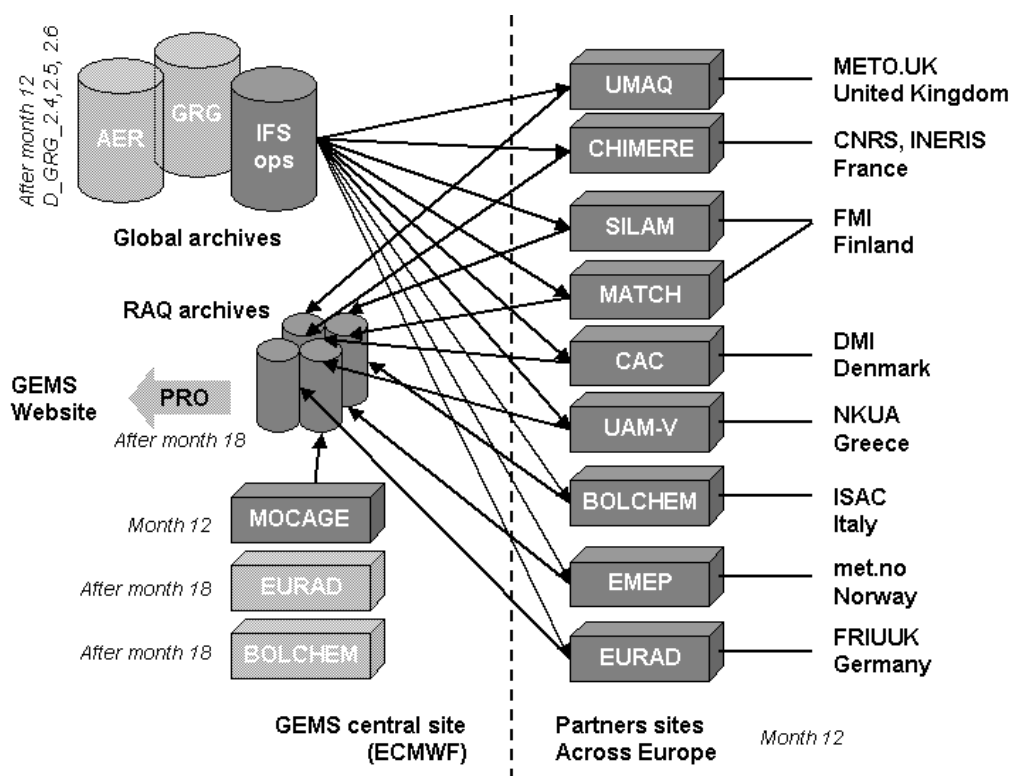 After month 12
D_GRG_2.4,2.5, 2.6
AER
GRG
IFS
ops
Global archives
RAQ archives
GEMS
Website
PRO
After month 18
Month 12
MOCAGE
After month 18
EURAD
After month 18
BOLCHEM
GEMS central site
(ECMWF)
UMAQ
METO.UK
United Kingdom
CHIMERE
CNRS, INERIS
France
SILAM
FMI
Finland
MATCH
CAC
DMI
Denmark
UAM-V
NKUA
Greece
BOLCHEM
ISAC
Italy
EMEP
met.no
Norway
EURAD
FRIUUK
Germany
Partners sites
Across Europe
Month 12